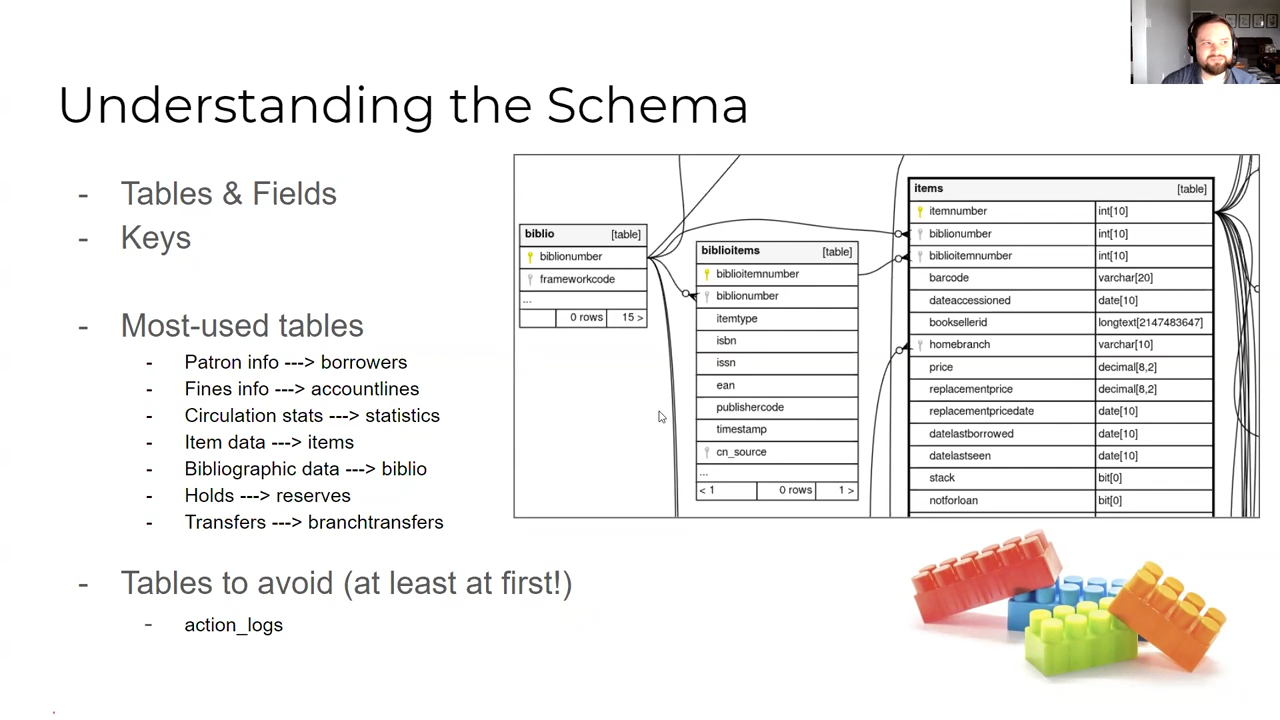 Understanding the Schema
- Tables & Fields
- Keys
- Most-used tables
- Patron info ---> borrowers
- Fines info ---> accountlines
- Circulation stats ---> statistics
- Item data ---> items
- Bibliographic data ---> biblio
- Holds ---> reserves
- Transfers ---> branchtransfers
- Tables to avoid (at least at first!)
- action_logs
biblio [table]
biblionumber
frameworkcode
...
0 rows 15 >
biblioitems [table]
biblioitemnumber
biblionumber
itemtype
isbn
issn
ean
publishercode
timestamp
cn_source
...
< 1 0 rows 1 >
items [table]
itemnumber int[10]
biblionumber int[10]
biblioitemnumber int[10]
barcode varchar[20]
dateaccessioned date[10]
booksellerid longtext[2147483647]
homebranch varchar[10]
price decimal[8,2]
replacementprice decimal[8,2]
replacementpricedate date[10]
datelastborrowed date[10]
datelastseen date[10]
stack bit[0]
notforloan bit[0]